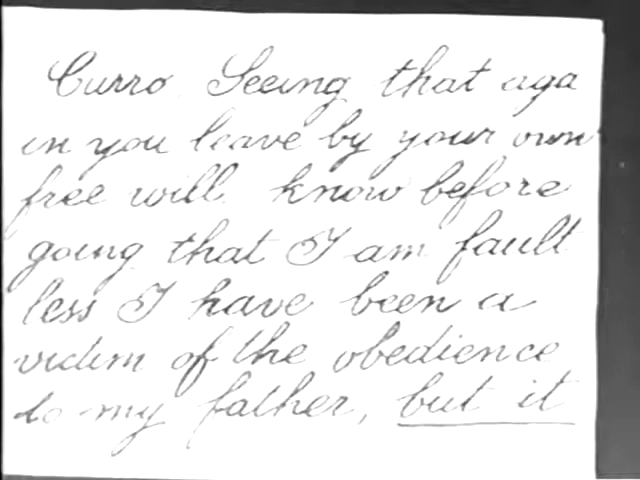 Curro Seeing that aga
in you leave by your own
free will know before
going that I am fault
less I have been a
victim of the obedience
to my father, but it